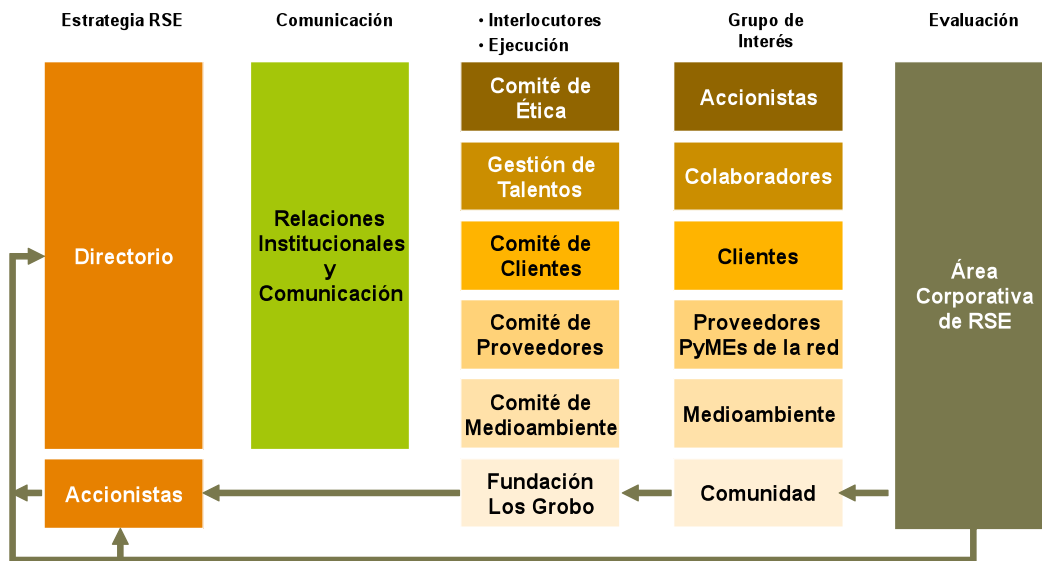 Estrategia RSE
Comunicación
• Interlocutores
• Ejecución
Grupo de
Interés
Evaluación
Directorio
Accionistas
Relaciones
Institucionales
y
Comunicación
Comité de
Ética
Gestión de
Talentos
Comité de
Clientes
Comité de
Proveedores
Comité de
Medioambiente
Fundación
Los Grobo
Accionistas
Colaboradores
Clientes
Proveedores
PyMEs de la red
Medioambiente
Comunidad
Área
Corporativa
de RSE